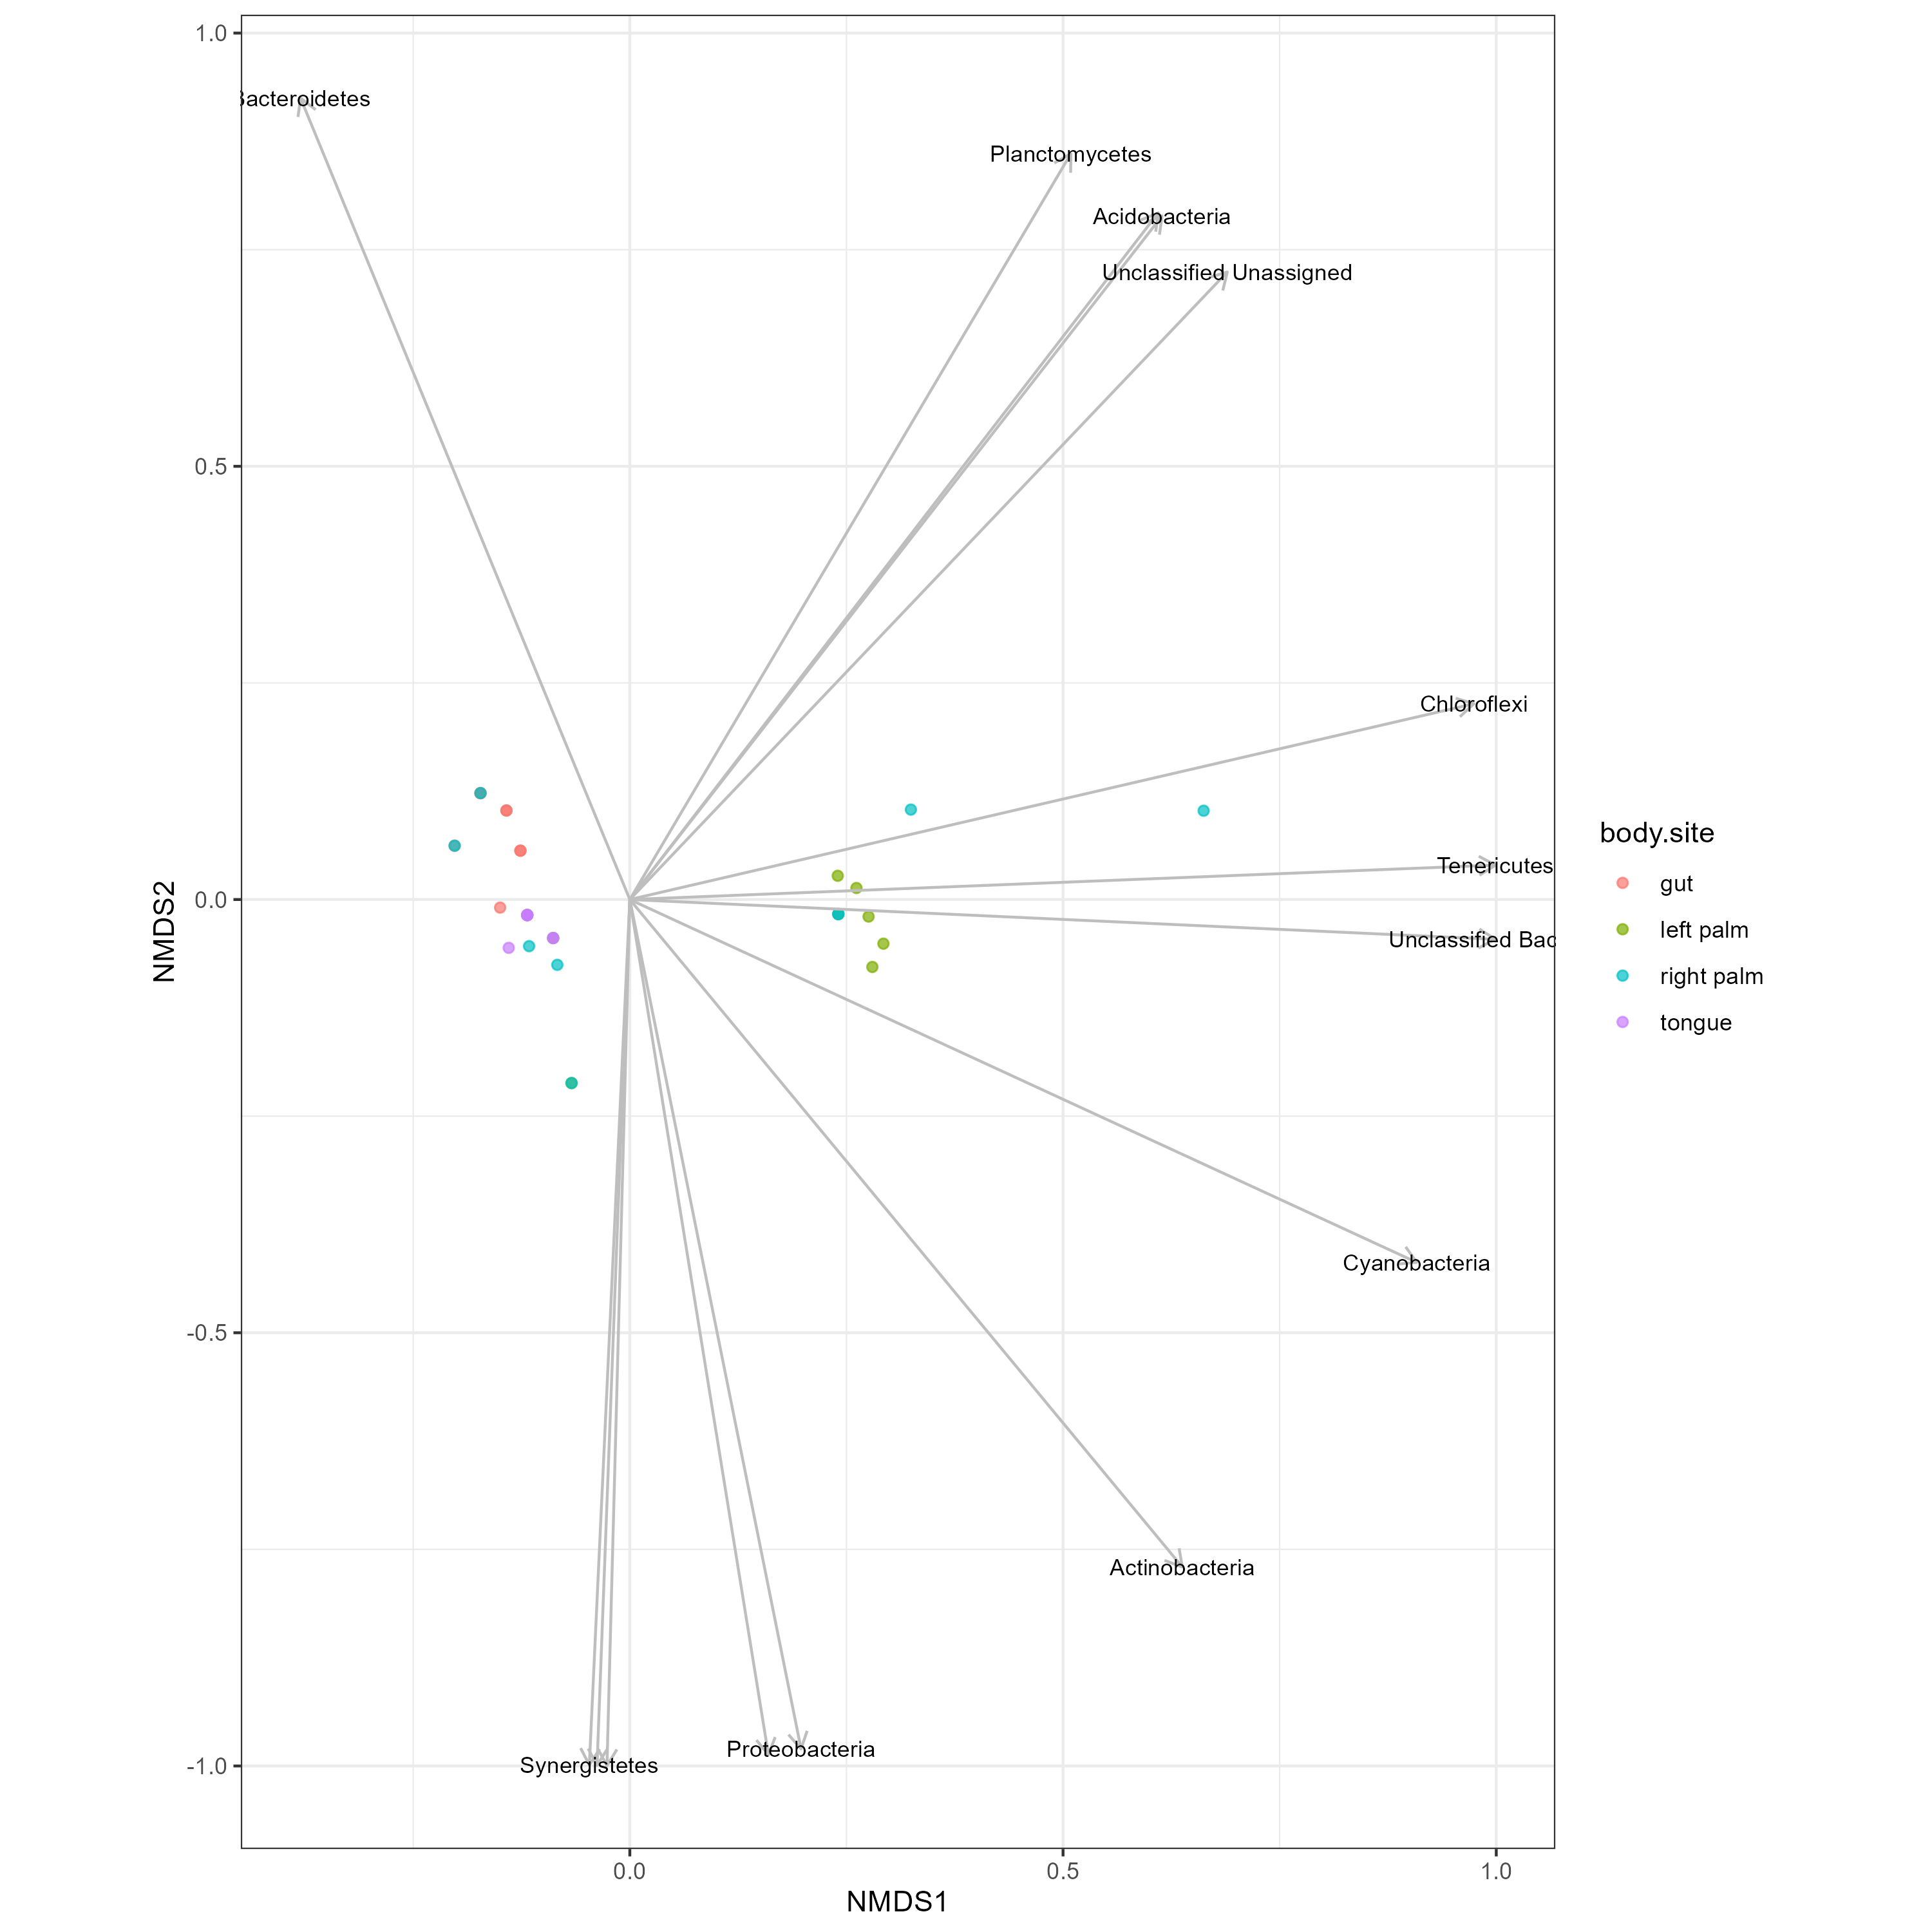 1.0
Bacteroidetes
Planctomycetes
Acidobacteria
Unclassified Unassigned
0.5
Chloroflexi
body.site
Tenericutes
gut
0.0
left palm
Unclassified Bac
NMDS2
right palm
tongue
Cyanobacteria
-0.5
Actinobacteria
Proteobacteria
Synergistetes
-1.0
0.0 0.5 1.0
NMDS1